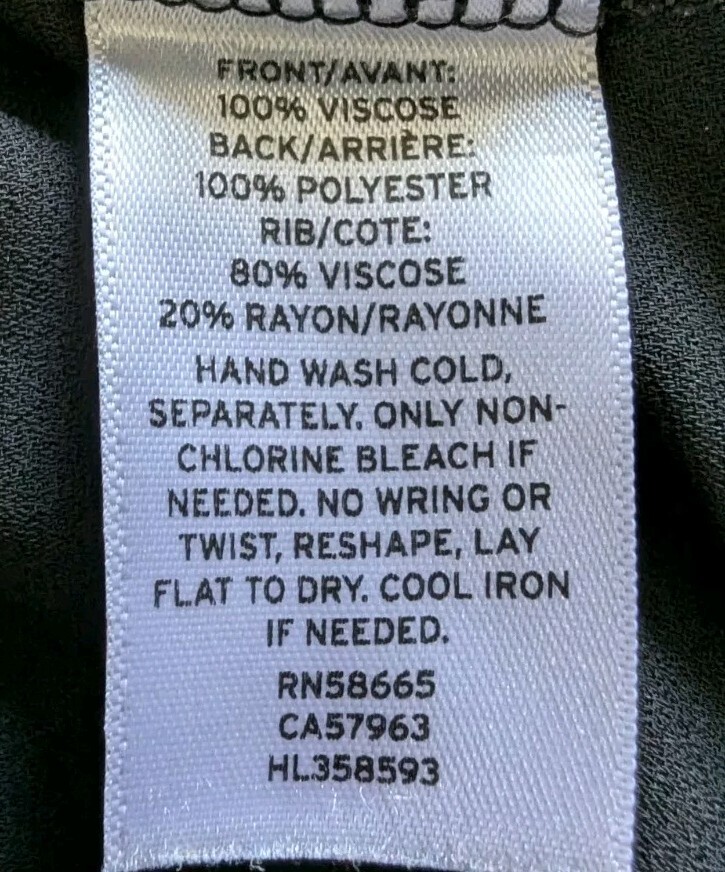 FRONT/AVANT:
100% VISCOSE
BACK/ARRIÈRE:
100% POLYESTER
RIB/COTE:
80% VISCOSE
20% RAYON/RAYONNE
HAND WASH COLD,
SEPARATELY. ONLY NON-
CHLORINE BLEACH IF
NEEDED. NO WRING OR
TWIST, RESHAPE, LAY
FLAT TO DRY. COOL IRON
IF NEEDED.
RN58665
CA57963
HL358593